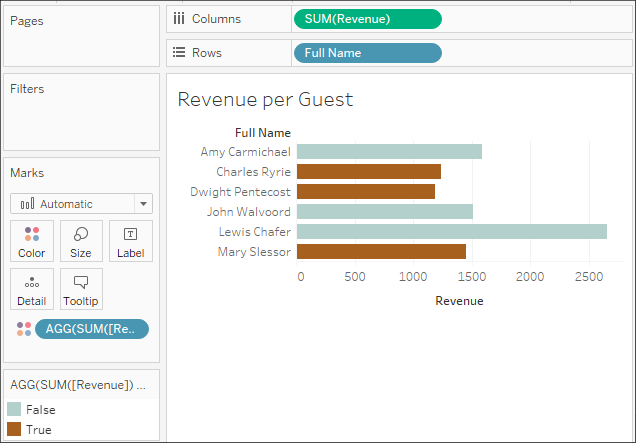 Pages
Columns
SUM(Revenue)
Rows
Full Name
Filters
Marks
Automatic
Color
Size
Label
Detail
Tooltip
AGG(SUM([Re..
AGG(SUM([Revenue]) ...
False
True
Revenue per Guest
Full Name
Amy Carmichael
Charles Ryrie
Dwight Pentecost
John Walvoord
Lewis Chafer
Mary Slessor
0 500 1000 1500 2000 2500
Revenue